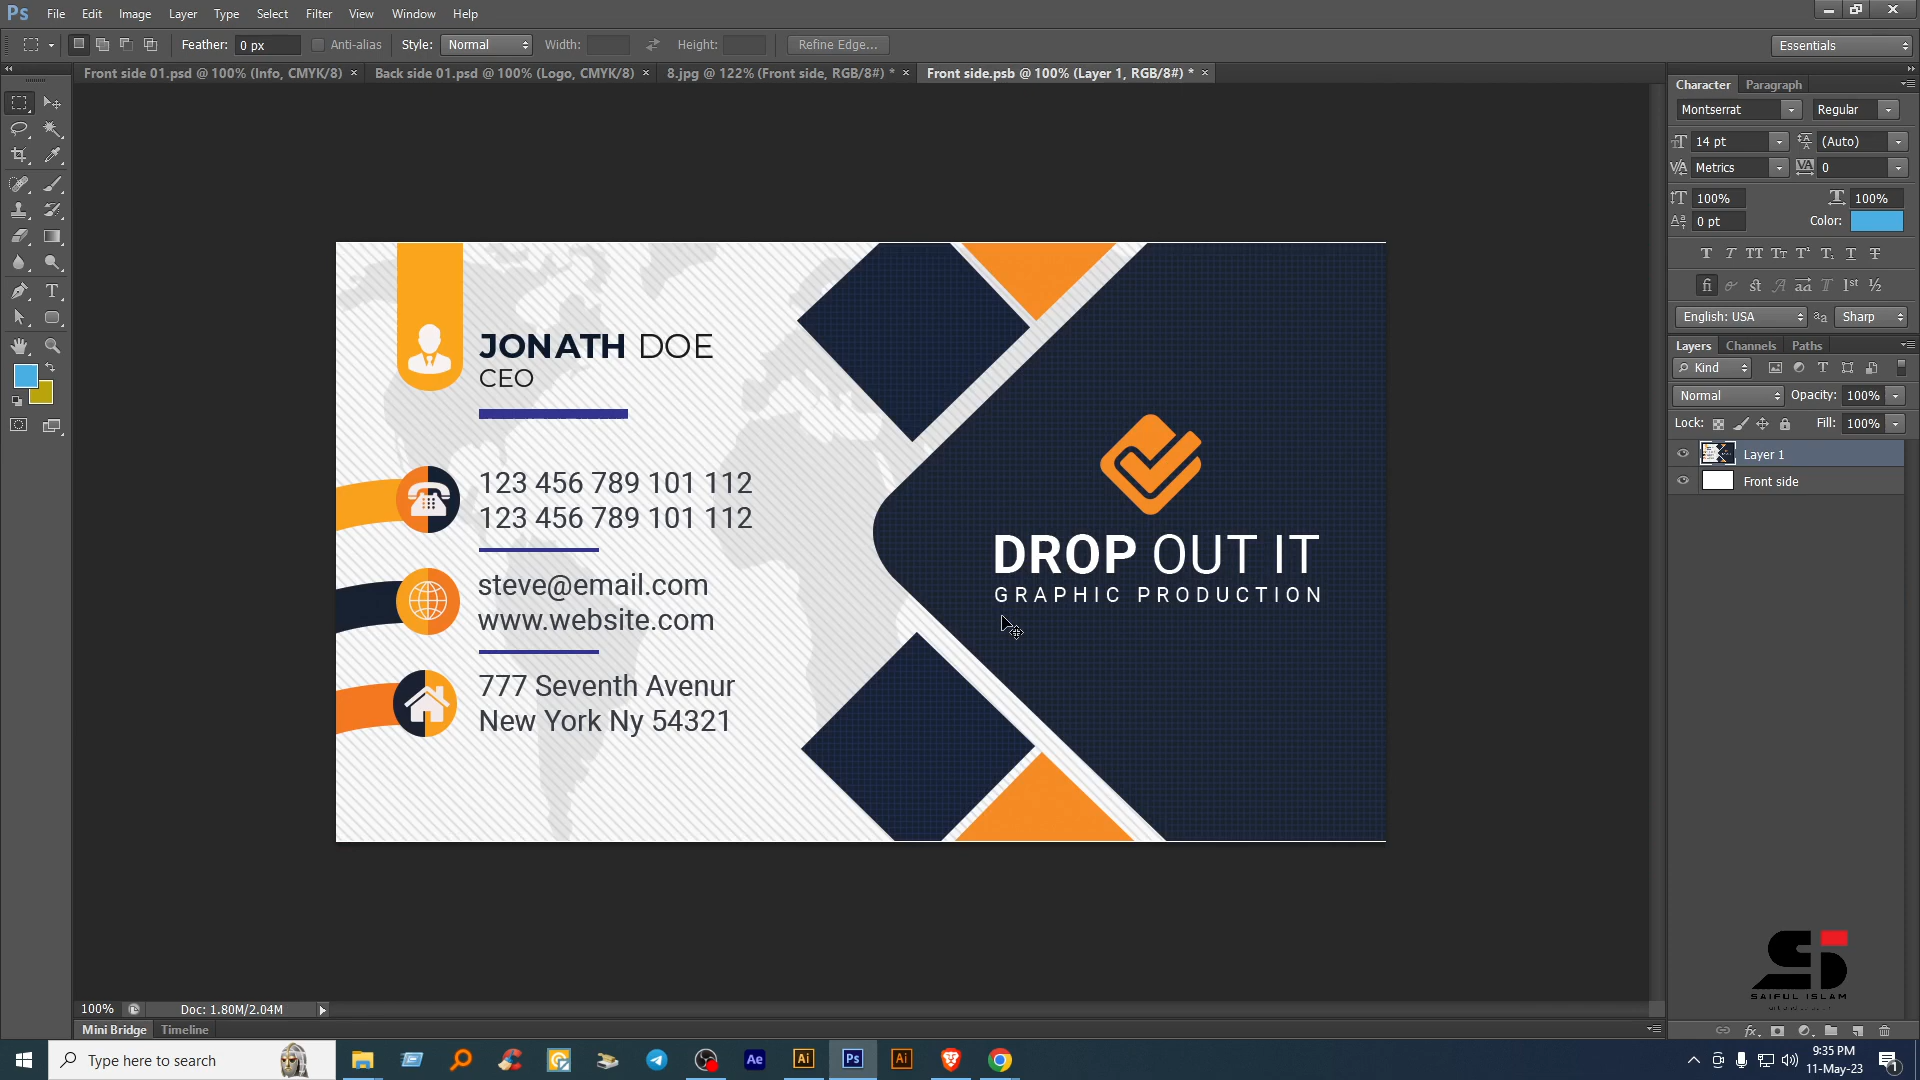 Ps File Edit Image Layer Type Select Filter View Window Help
Feather: 0 px Anti-alias Style: Normal Width: Height: Refine Edge... Essentials
Front side 01.psd @ 100% (Info, CMYK/8) × Back side 01.psd @ 100% (Logo, CMYK/8) × 8.jpg @ 122% (Front side, RGB/8#) * × Front side.psb @ 100% (Layer 1, RGB/8#) * ×
Character Paragraph
Montserrat Regular
14 pt (Auto)
Metrics 0
100% 100%
0 pt Color:
English: USA Sharp
Layers Channels Paths
Kind
Normal Opacity: 100%
Lock: Fill: 100%
Layer 1
Front side
JONATH DOE
CEO
123 456 789 101 112
123 456 789 101 112
steve@email.com
www.website.com
777 Seventh Avenur
New York Ny 54321
DROP OUT IT
GRAPHIC PRODUCTION
SAIFUL ISLAM
100% Doc: 1.80M/2.04M
Mini Bridge Timeline
Type here to search
Ae Ai Ps Ai
9:35 PM
11-May-23
1